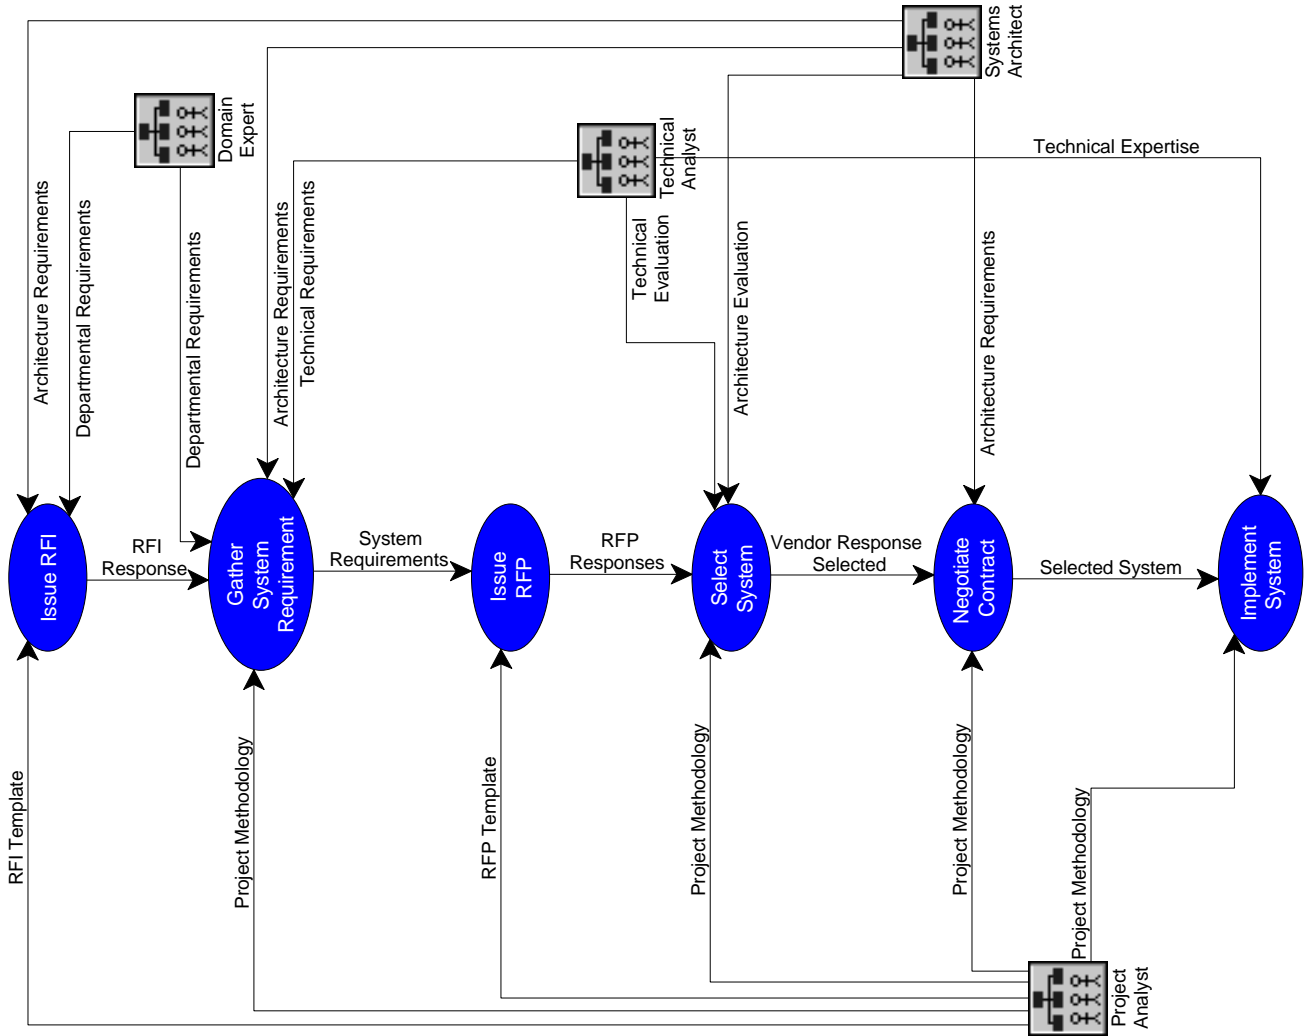 Systems
Architect
Domain
Expert
Technical
Analyst
Technical Expertise
Architecture Requirements
Departmental Requirements
Departmental Requirements
Architecture Requirements
Technical Requirements
Technical
Evaluation
Architecture Evaluation
Architecture Requirements
Issue RFI
RFI
Response
Gather
System
Requirement
System
Requirements
Issue
RFP
RFP
Responses
Select
System
Vendor Response
Selected
Negotiate
Contract
Selected System
Implement
System
RFI Template
Project Methodology
RFP Template
Project Methodology
Project Methodology
Project Methodology
Project
Analyst